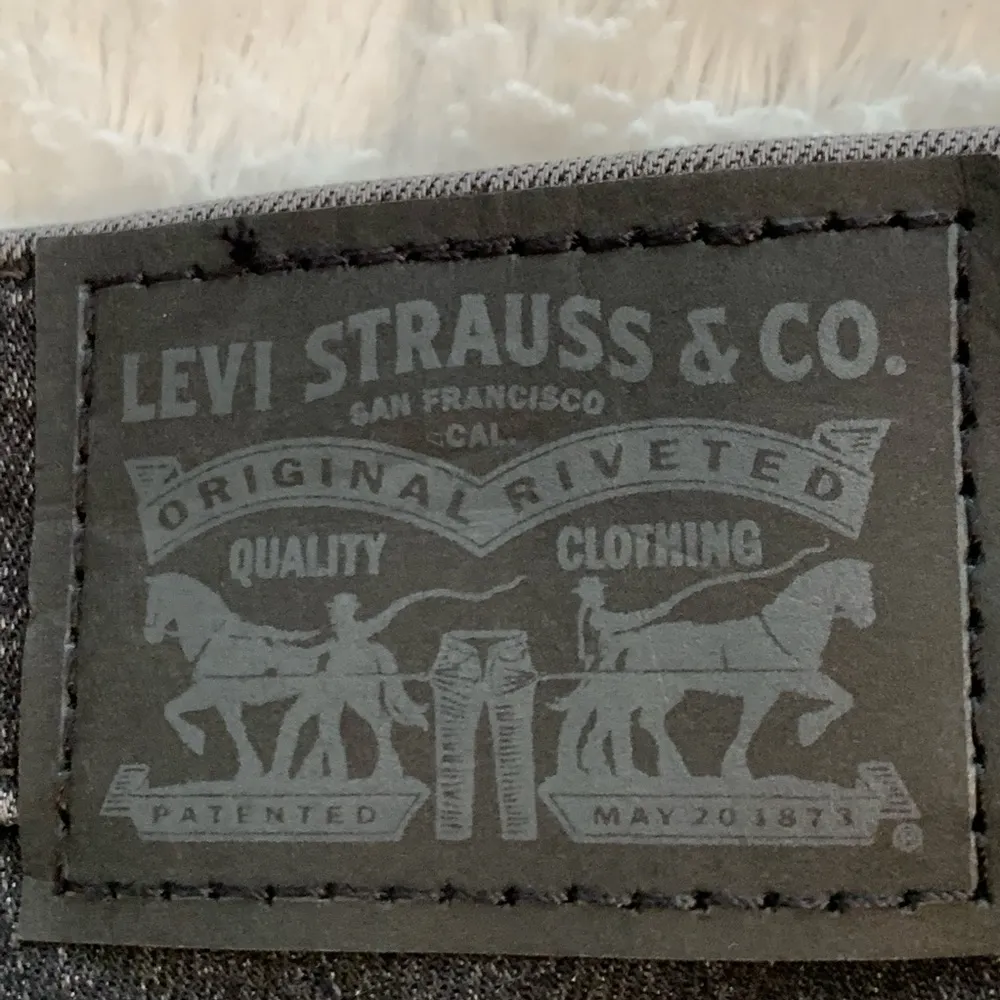 LEVI STRAUSS & CO.
SAN FRANCISCO
CAL.
ORIGINAL RIVETED
QUALITY CLOTHING
PATENTED MAY 20 1873
®